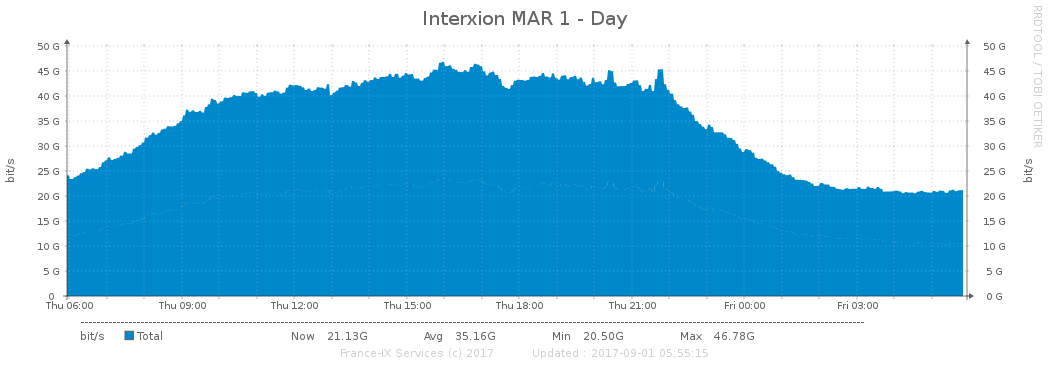 Interxion MAR 1 - Day
RRDTOOL / TOBI OETIKER
bit/s
50 G 50 G
45 G 45 G
40 G 40 G
35 G 35 G
30 G 30 G
25 G 25 G
20 G 20 G
15 G 15 G
10 G 10 G
5 G 5 G
0 0 G
bit/s
Thu 06:00 Thu 09:00 Thu 12:00 Thu 15:00 Thu 18:00 Thu 21:00 Fri 00:00 Fri 03:00
bit/s Total Now 21.13G Avg 35.16G Min 20.50G Max 46.78G
France-IX Services (c) 2017 Updated : 2017-09-01 05:55:15